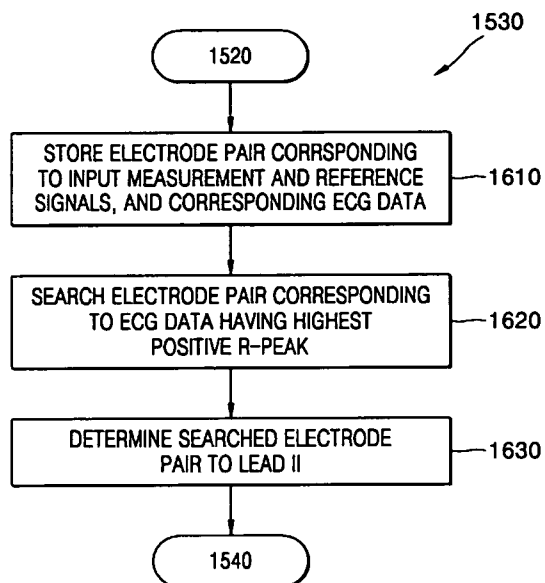 1530
1520
STORE ELECTRODE PAIR CORRSPONDING
TO INPUT MEASUREMENT AND REFERENCE
SIGNALS, AND CORRESPONDING ECG DATA
1610
SEARCH ELECTRODE PAIR CORRESPONDING
TO ECG DATA HAVING HIGHEST
POSITIVE R-PEAK
1620
DETERMINE SEARCHED ELECTRODE
PAIR TO LEAD II
1630
1540